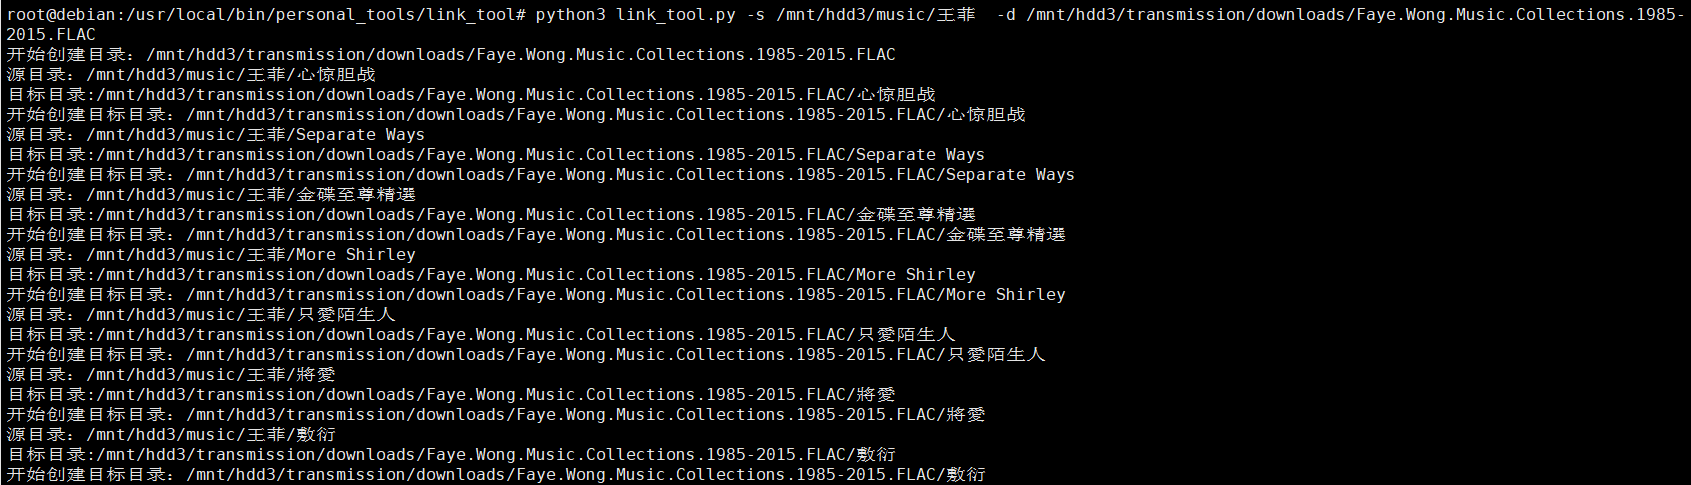 root@debian:/usr/local/bin/personal_tools/link_tool# python3 link_tool.py -s /mnt/hdd3/music/王菲  -d /mnt/hdd3/transmission/downloads/Faye.Wong.Music.Collections.1985-
2015.FLAC
开始创建目录：/mnt/hdd3/transmission/downloads/Faye.Wong.Music.Collections.1985-2015.FLAC
源目录：/mnt/hdd3/music/王菲/心惊胆战
目标目录:/mnt/hdd3/transmission/downloads/Faye.Wong.Music.Collections.1985-2015.FLAC/心惊胆战
开始创建目标目录：/mnt/hdd3/transmission/downloads/Faye.Wong.Music.Collections.1985-2015.FLAC/心惊胆战
源目录：/mnt/hdd3/music/王菲/Separate Ways
目标目录:/mnt/hdd3/transmission/downloads/Faye.Wong.Music.Collections.1985-2015.FLAC/Separate Ways
开始创建目标目录：/mnt/hdd3/transmission/downloads/Faye.Wong.Music.Collections.1985-2015.FLAC/Separate Ways
源目录：/mnt/hdd3/music/王菲/金碟至尊精選
目标目录:/mnt/hdd3/transmission/downloads/Faye.Wong.Music.Collections.1985-2015.FLAC/金碟至尊精選
开始创建目标目录：/mnt/hdd3/transmission/downloads/Faye.Wong.Music.Collections.1985-2015.FLAC/金碟至尊精選
源目录：/mnt/hdd3/music/王菲/More Shirley
目标目录:/mnt/hdd3/transmission/downloads/Faye.Wong.Music.Collections.1985-2015.FLAC/More Shirley
开始创建目标目录：/mnt/hdd3/transmission/downloads/Faye.Wong.Music.Collections.1985-2015.FLAC/More Shirley
源目录：/mnt/hdd3/music/王菲/只愛陌生人
目标目录:/mnt/hdd3/transmission/downloads/Faye.Wong.Music.Collections.1985-2015.FLAC/只愛陌生人
开始创建目标目录：/mnt/hdd3/transmission/downloads/Faye.Wong.Music.Collections.1985-2015.FLAC/只愛陌生人
源目录：/mnt/hdd3/music/王菲/將愛
目标目录:/mnt/hdd3/transmission/downloads/Faye.Wong.Music.Collections.1985-2015.FLAC/將愛
开始创建目标目录：/mnt/hdd3/transmission/downloads/Faye.Wong.Music.Collections.1985-2015.FLAC/將愛
源目录：/mnt/hdd3/music/王菲/敷衍
目标目录:/mnt/hdd3/transmission/downloads/Faye.Wong.Music.Collections.1985-2015.FLAC/敷衍
开始创建目标目录：/mnt/hdd3/transmission/downloads/Faye.Wong.Music.Collections.1985-2015.FLAC/敷衍